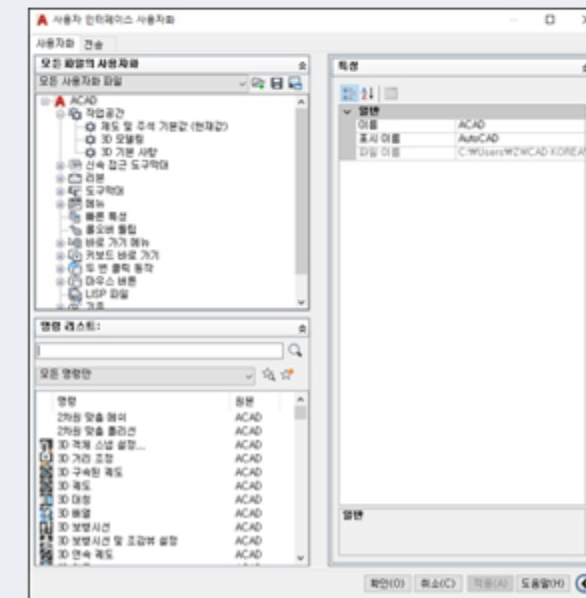 사용자 인터페이스 사용자화
사용자화 전송
모든 파일의 사용자화
모든 사용자화 파일
ACAD
작업공간
제도 및 주석 기본값 (현재값)
3D 모델링
3D 기본 사항
신속 접근 도구막대
리본
도구막대
메뉴
빠른 특성
롤오버 툴팁
바로 가기 메뉴
키보드 바로 가기
두 번 클릭 동작
마우스 버튼
LISP 파일
기존
명령 리스트:
모든 명령만
명령 원본
2차원 맞춤 메쉬 ACAD
2차원 맞춤 폴리선 ACAD
3D 객체 스냅 설정... ACAD
3D 거리 조정 ACAD
3D 구속된 궤도 ACAD
3D 궤도 ACAD
3D 대칭 ACAD
3D 배열 ACAD
3D 보행시선 ACAD
3D 보행시선 및 조감뷰 설정 ACAD
3D 연속 궤도 ACAD
특성
일반
이름 ACAD
표시 이름 AutoCAD
파일 이름 C:\Users\ZWCAD KOREA\
일반
확인(O) 취소(C) 적용(A) 도움말(H)